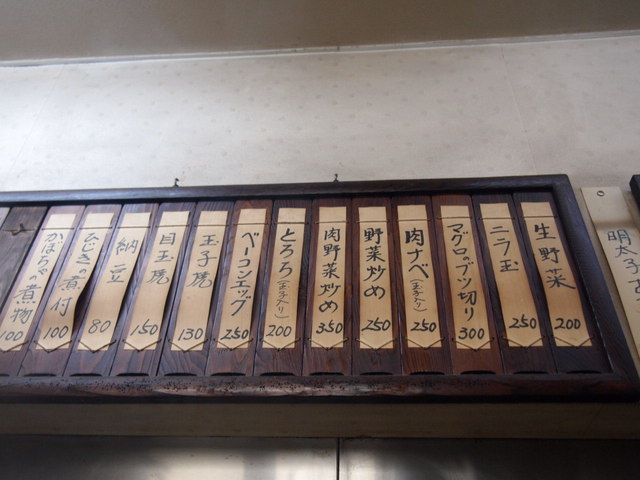 明太子
生野菜 200
ニラ玉 250
マグロのブツ切り 300
肉ナベ(玉子入り) 250
野菜炒め 250
肉野菜炒め 350
とろろ(玉子入り) 200
ベーコンエッグ 250
玉子焼 130
目玉焼 150
納豆 80
ひじきの煮付 100
かぼちゃの煮物 100